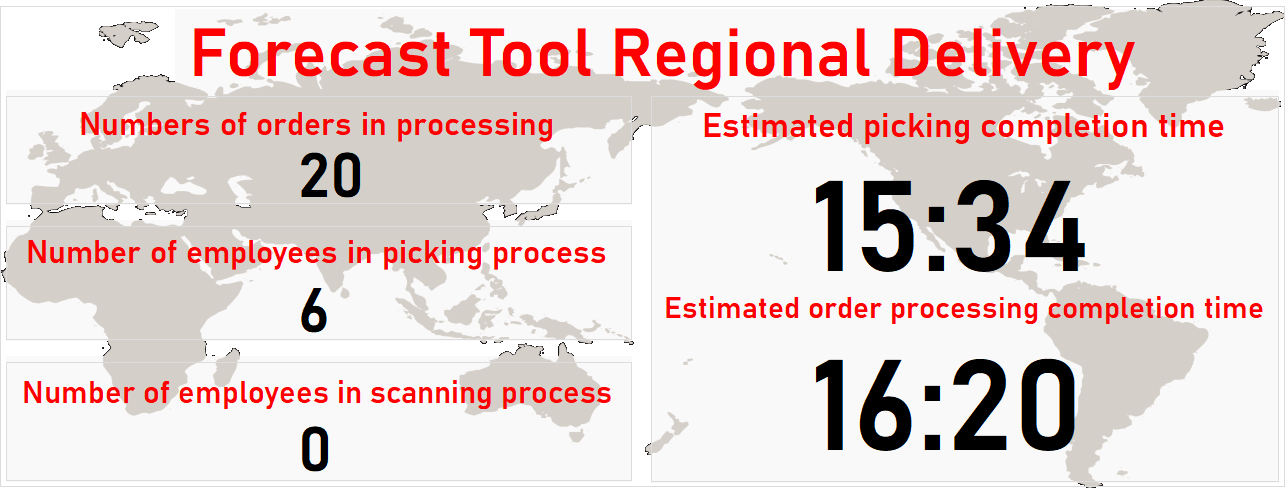 Forecast Tool Regional Delivery
Numbers of orders in processing
20
Number of employees in picking process
6
Number of employees in scanning process
0
Estimated picking completion time
15:34
Estimated order processing completion time
16:20